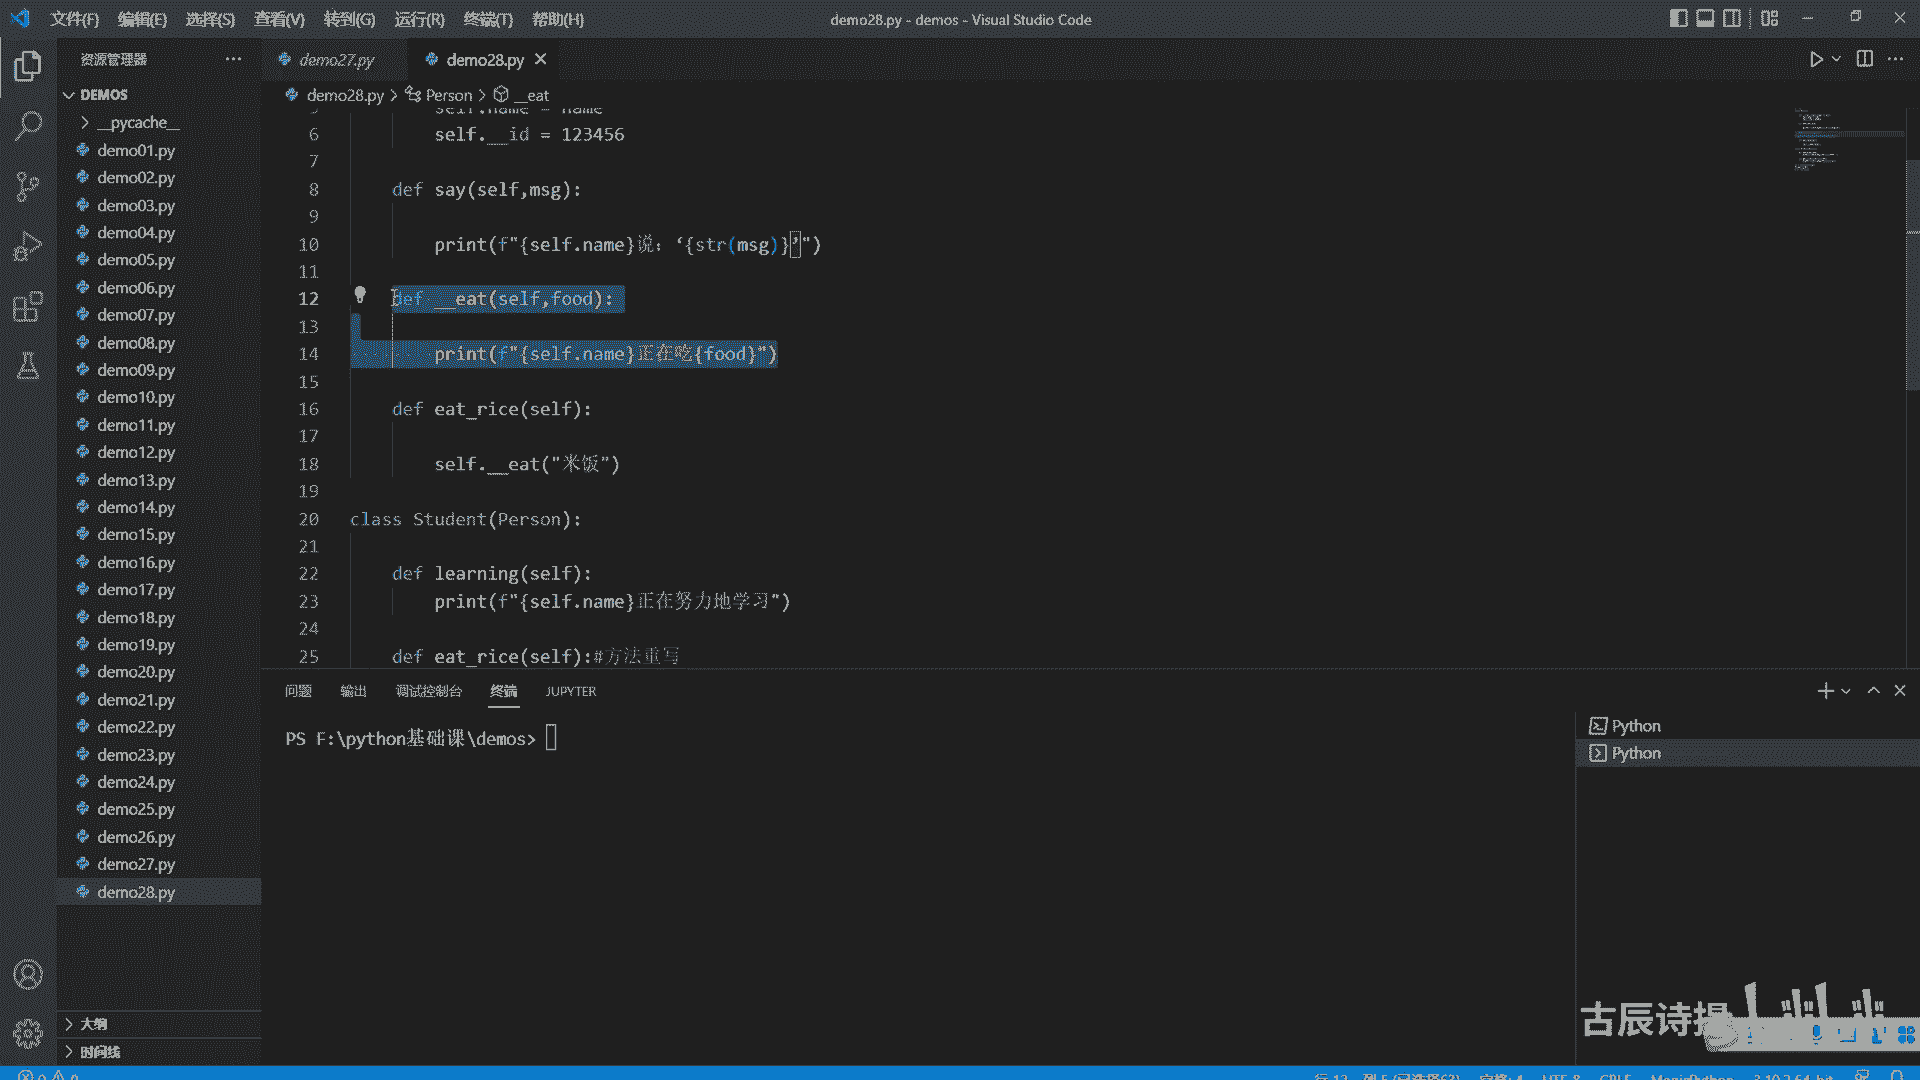 文件(F) 编辑(E) 选择(S) 查看(V) 转到(G) 运行(R) 终端(T) 帮助(H)
demo28.py - demos - Visual Studio Code
资源管理器
DEMOS
__pycache__
demo01.py
demo02.py
demo03.py
demo04.py
demo05.py
demo06.py
demo07.py
demo08.py
demo09.py
demo10.py
demo11.py
demo12.py
demo13.py
demo14.py
demo15.py
demo16.py
demo17.py
demo18.py
demo19.py
demo20.py
demo21.py
demo22.py
demo23.py
demo24.py
demo25.py
demo26.py
demo27.py
demo28.py
大纲
时间线
demo27.py demo28.py
demo28.py > Person > __eat
self.name = name
6 self.__id = 123456
7
8 def say(self,msg):
9
10 print(f"{self.name}说：‘{str(msg)}’")
11
12 def __eat(self,food):
13
14 print(f"{self.name}正在吃{food}")
15
16 def eat_rice(self):
17
18 self.__eat("米饭")
19
20 class Student(Person):
21
22 def learning(self):
23 print(f"{self.name}正在努力地学习")
24
25 def eat_rice(self):#方法重写
问题 输出 调试控制台 终端 JUPYTER
PS F:\python基础课\demos>
Python
Python
古辰诗提